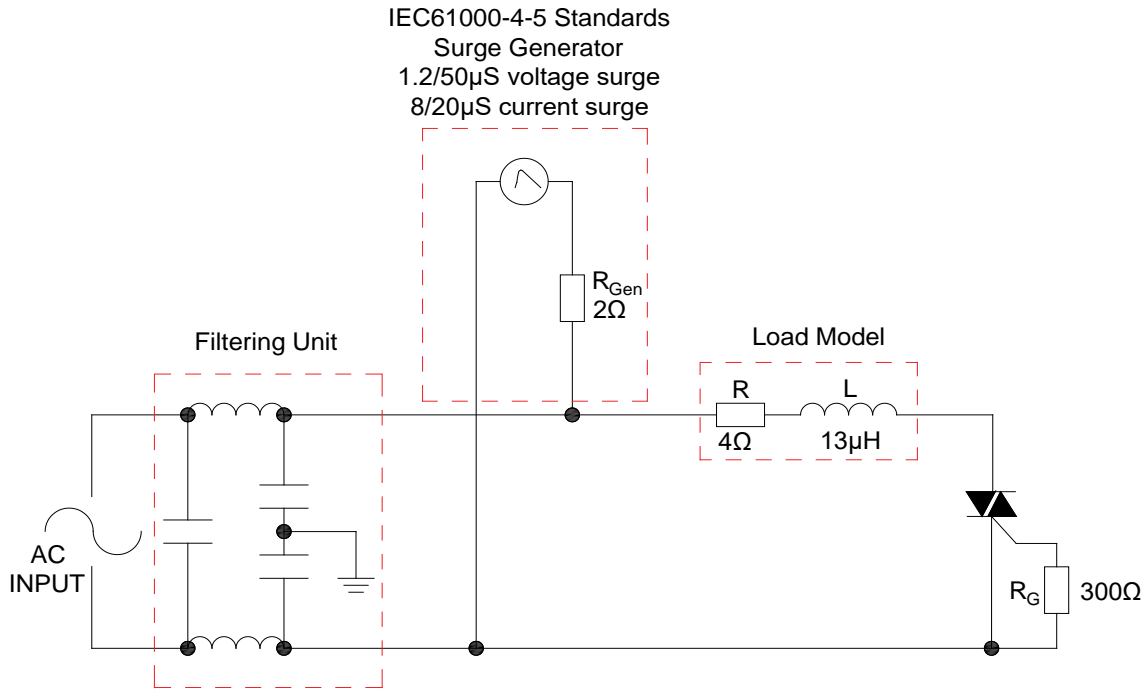 IEC61000-4-5 Standards
Surge Generator
1.2/50µS voltage surge
8/20µS current surge
RGen
2Ω
Filtering Unit
Load Model
R
L
4Ω
13µH
AC
INPUT
RG
300Ω